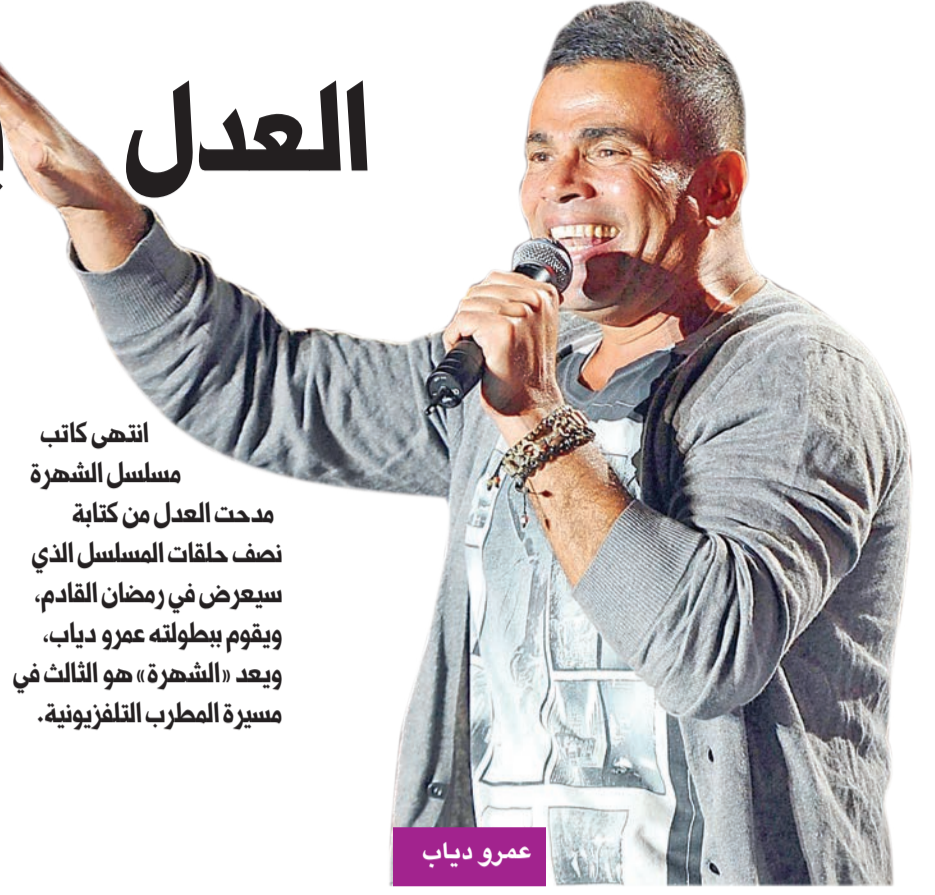 العدل
انتهى كاتب
مسلسل الشهرة
مدحت العدل من كتابة
نصف حلقات المسلسل الذي
سيعرض في رمضان القادم،
ويقوم ببطولته عمرو دياب،
ويعد «الشهرة» هو الثالث في
مسيرة المطرب التلفزيونية.
عمرو دياب